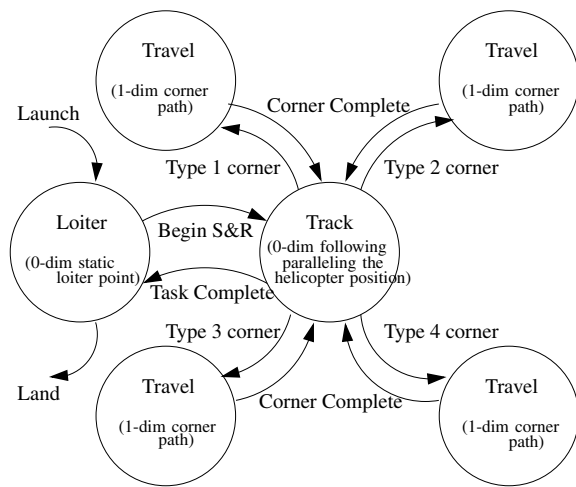 Travel
(1-dim corner
path)
Travel
(1-dim corner
path)
Corner Complete
Launch
Type 1 corner
Type 2 corner
Loiter
(0-dim static
loiter point)
Begin S&R
Track
(0-dim following
paralleling the
helicopter position)
Task Complete
Type 3 corner
Type 4 corner
Land
Travel
(1-dim corner
path)
Corner Complete
Travel
(1-dim corner
path)